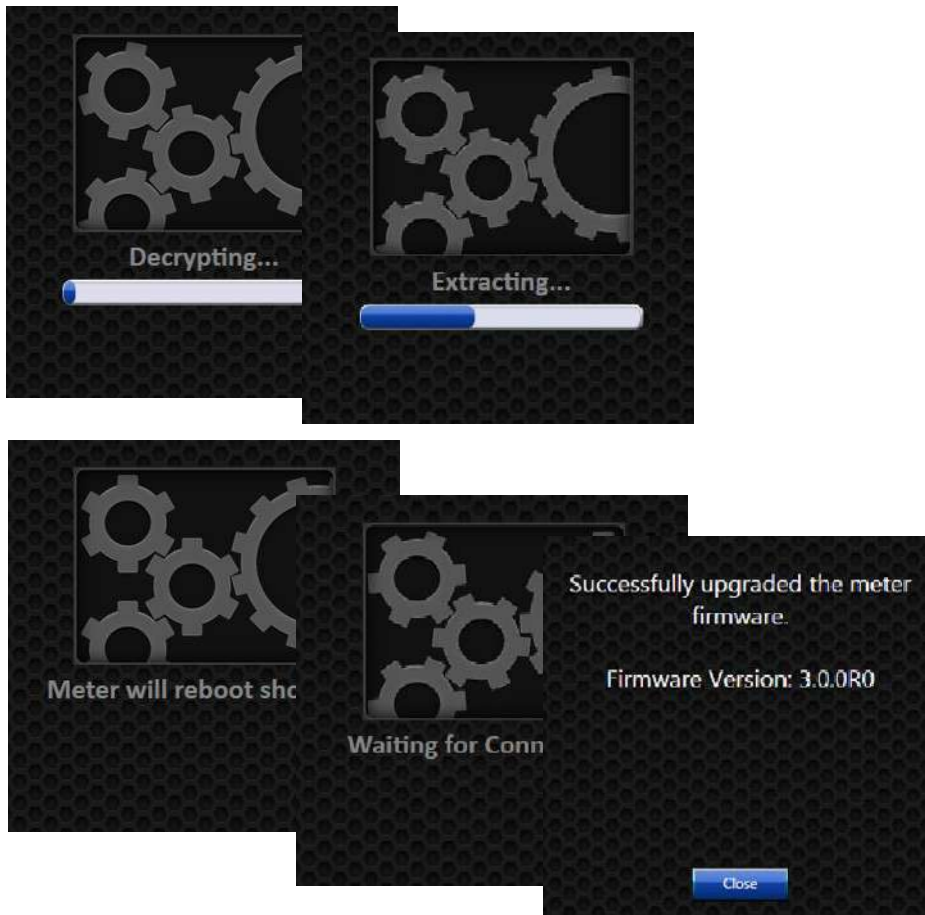 Decrypting...
Extracting...
Meter will reboot sho
Waiting for Conn
Successfully upgraded the meter
firmware.
Firmware Version: 3.0.0R0
Close